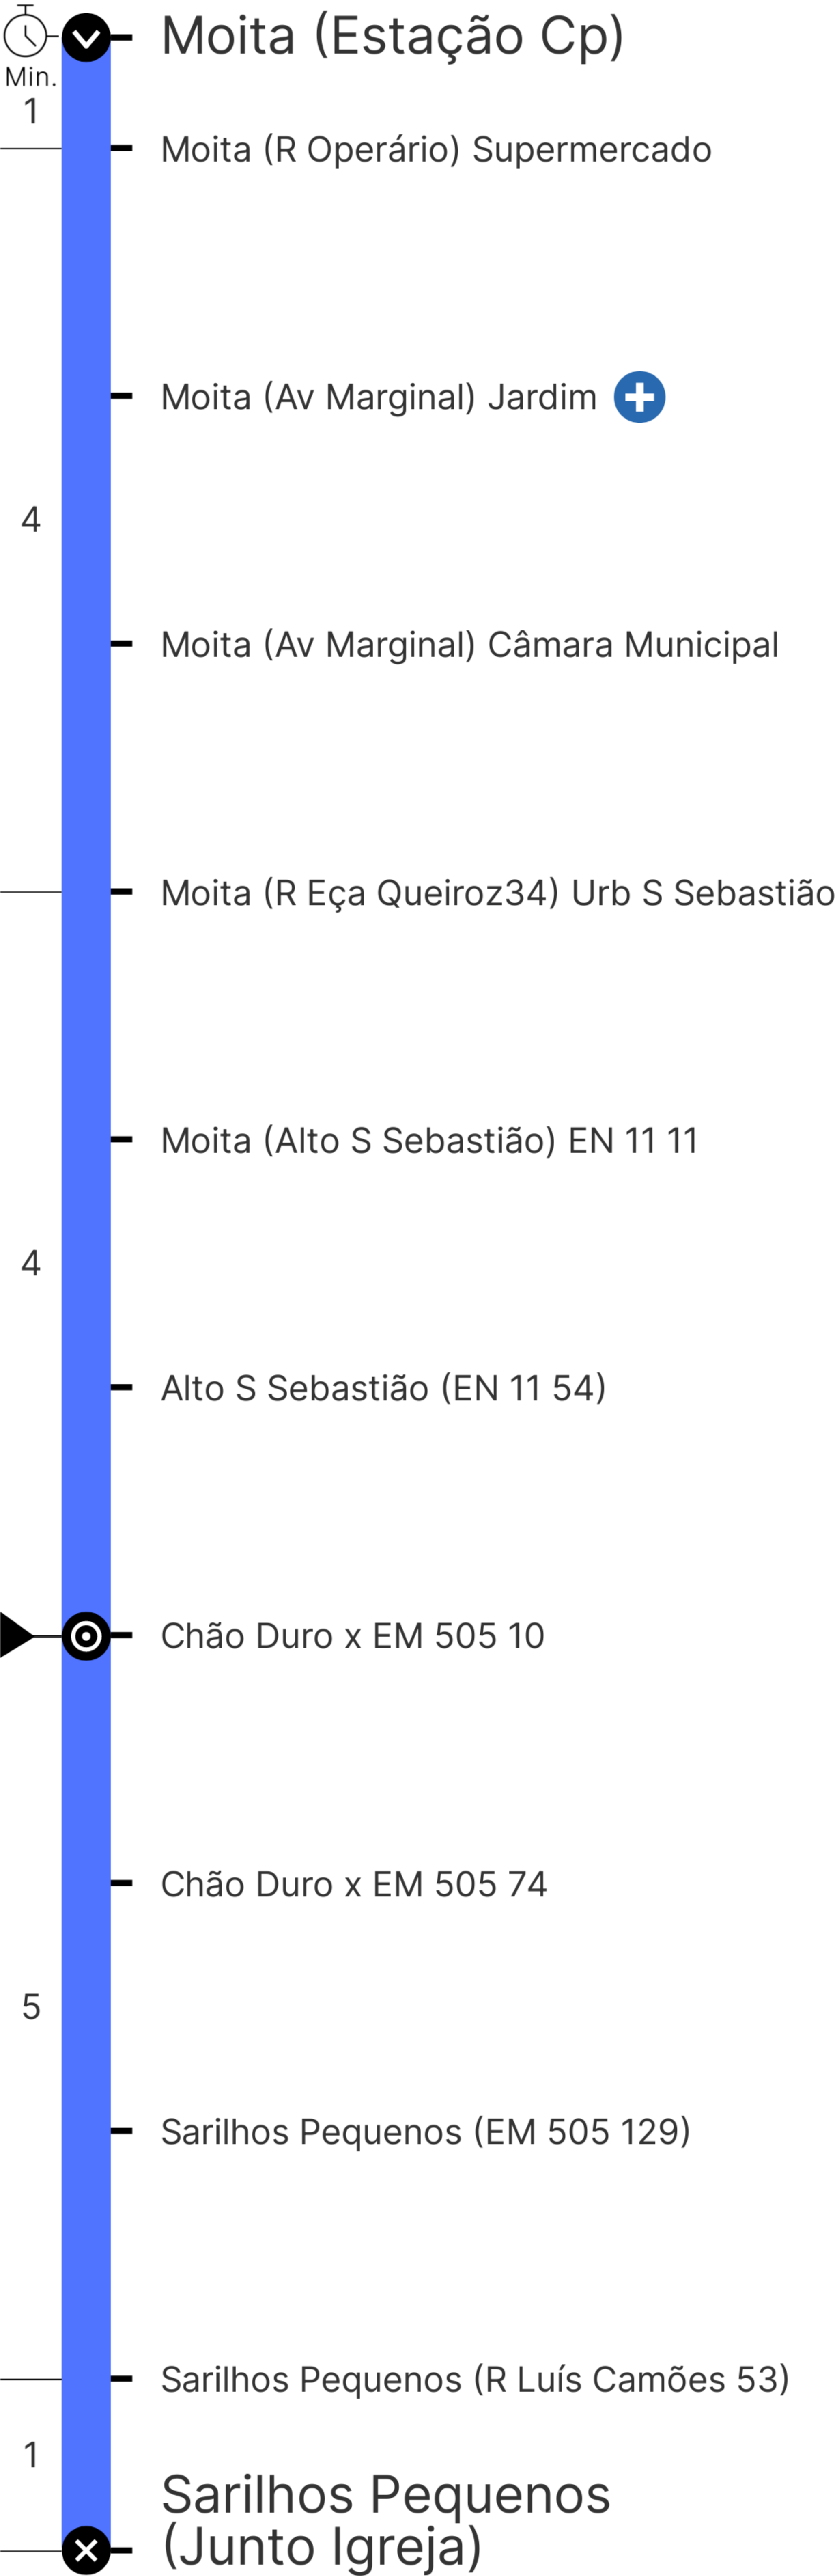 Moita (Estação Cp)
Min.
1
Moita (R Operário) Supermercado
Moita (Av Marginal) Jardim
4
Moita (Av Marginal) Câmara Municipal
Moita (R Eça Queiroz34) Urb S Sebastião
Moita (Alto S Sebastião) EN 11 11
4
Alto S Sebastião (EN 11 54)
Chão Duro x EM 505 10
Chão Duro x EM 505 74
5
Sarilhos Pequenos (EM 505 129)
Sarilhos Pequenos (R Luís Camões 53)
1
Sarilhos Pequenos
(Junto Igreja)